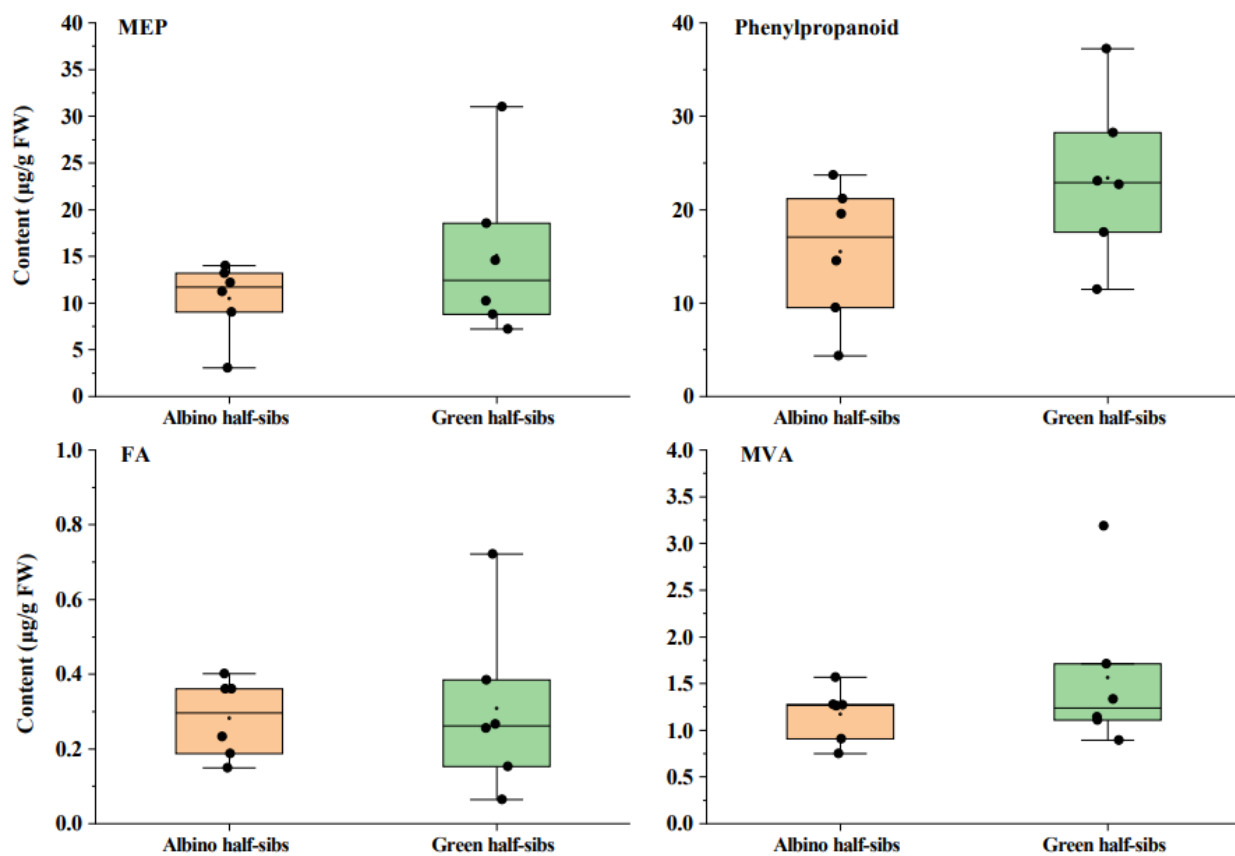 MEP
Content (µg/g FW)
40
35
30
25
20
15
10
5
0
Albino half-sibs Green half-sibs
Phenylpropanoid
40
30
20
10
0
Albino half-sibs Green half-sibs
FA
Content (µg/g FW)
1.0
0.8
0.6
0.4
0.2
0.0
Albino half-sibs Green half-sibs
MVA
4.0
3.5
3.0
2.5
2.0
1.5
1.0
0.5
0.0
Albino half-sibs Green half-sibs